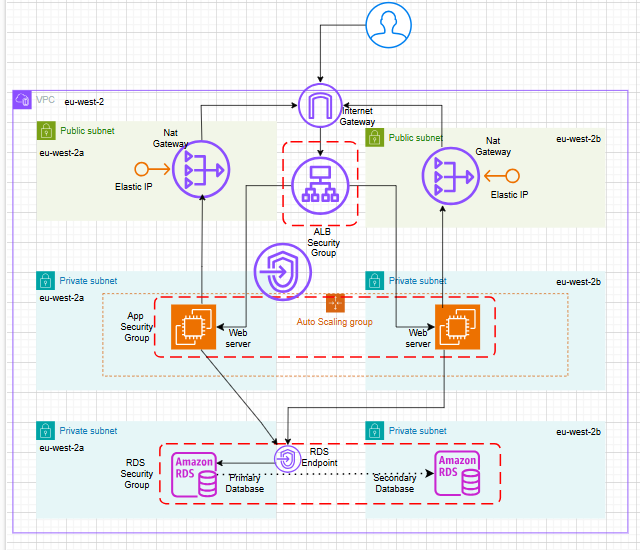 VPC
eu-west-2
Internet
Gateway
Public subnet
eu-west-2a
Nat
Gateway
Elastic IP
Public subnet
eu-west-2b
Nat
Gateway
Elastic IP
ALB
Security
Group
Private subnet
eu-west-2a
Private subnet
eu-west-2b
App
Security
Group
Web
server
Auto Scaling group
Web
server
Private subnet
eu-west-2a
Private subnet
eu-west-2b
RDS
Security
Group
Amazon
RDS
Primary
Database
RDS
Endpoint
Secondary
Database
Amazon
RDS